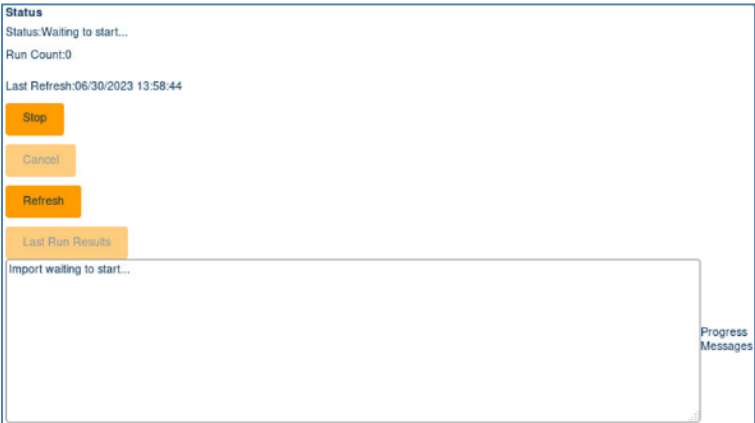 Status
Status:Waiting to start...
Run Count:0
Last Refresh:06/30/2023 13:58:44
Stop
Cancel
Refresh
Last Run Results
Import waiting to start...
Progress
Messages